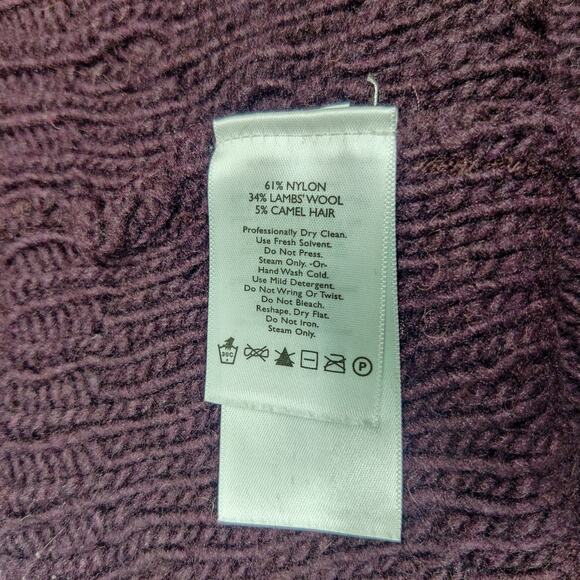 61% NYLON
34% LAMBS' WOOL
5% CAMEL HAIR
Professionally Dry Clean.
Use Fresh Solvent.
Do Not Press.
Steam Only. -Or-
Hand Wash Cold.
Use Mild Detergent.
Do Not Wring Or Twist.
Do Not Bleach.
Reshape, Dry Flat.
Do Not Iron.
Steam Only.
30C P